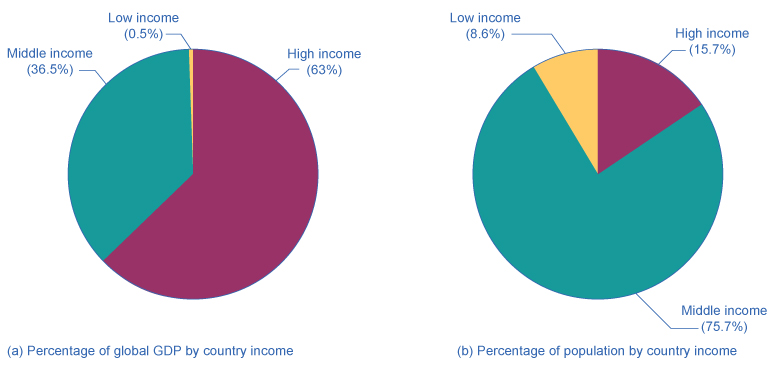 Low income
(0.5%)
Middle income
(36.5%)
High income
(63%)
(a) Percentage of global GDP by country income
Low income
(8.6%)
High income
(15.7%)
Middle income
(75.7%)
(b) Percentage of population by country income